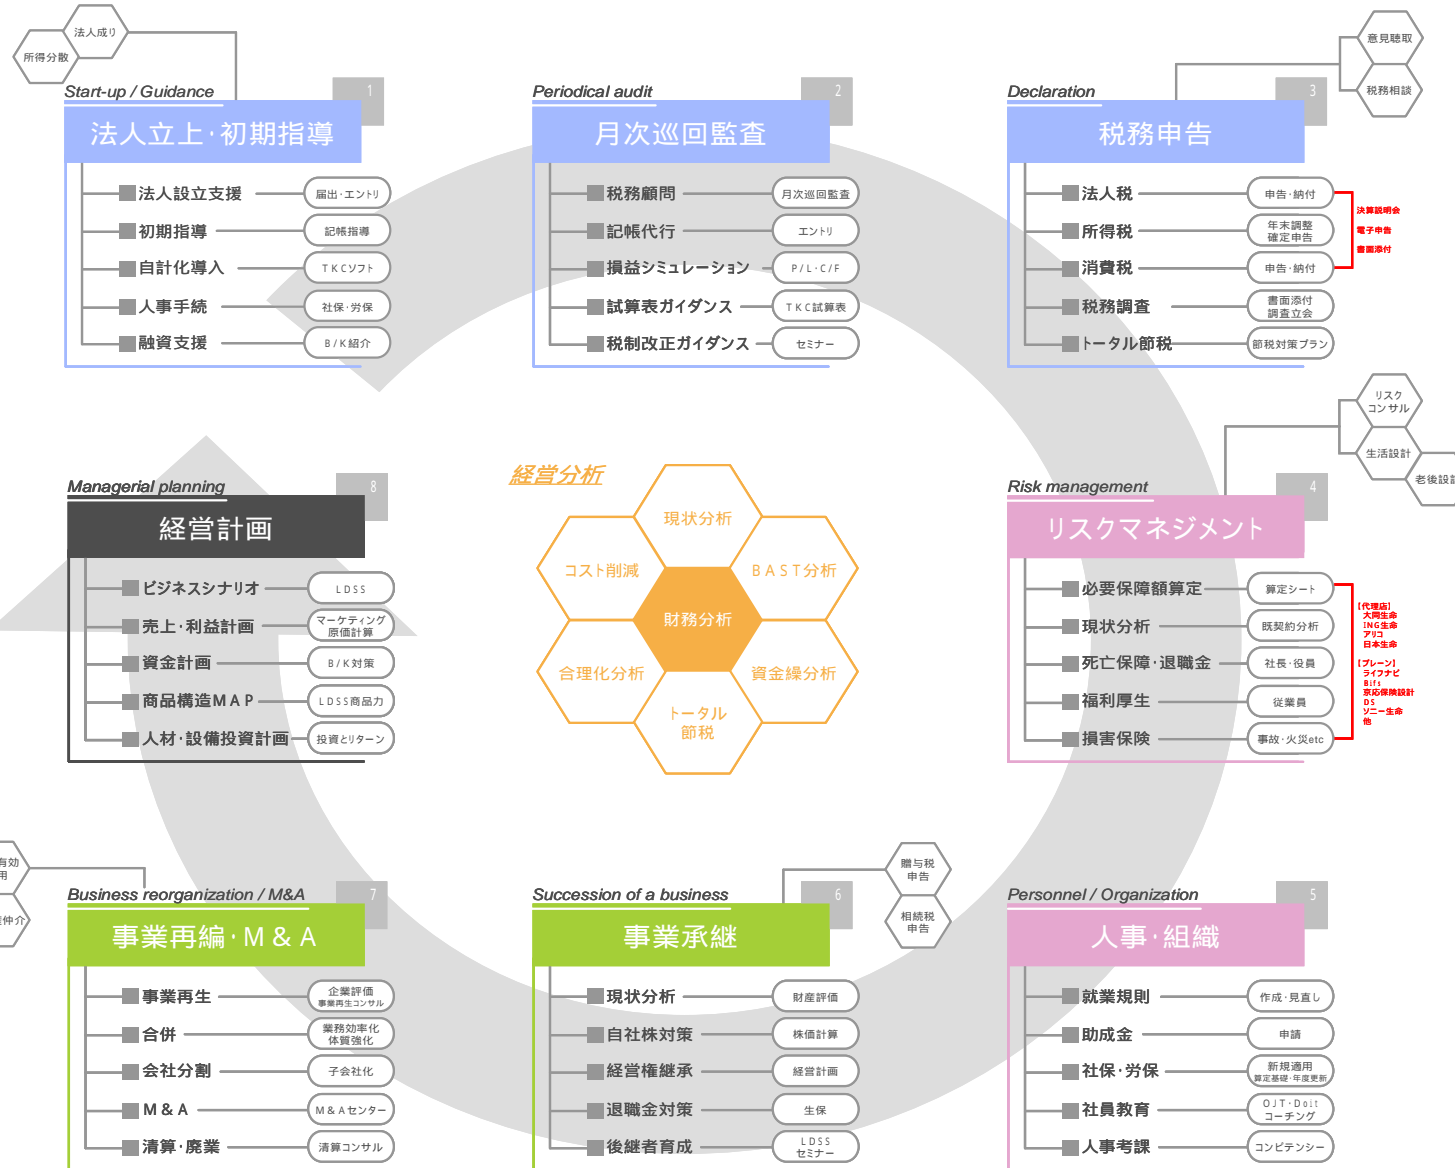 法人成り
所得分散
Start-up / Guidance
1
法人立上･初期指導
法人設立支援
届出･エントリ
初期指導
記帳指導
自計化導入
TKCソフト
人事手続
社保･労保
融資支援
B/K紹介
Periodical audit
2
月次巡回監査
税務顧問
月次巡回監査
記帳代行
エントリ
損益シミュレーション
P/L･C/F
試算表ガイダンス
TKC試算表
税制改正ガイダンス
セミナー
意見聴取
税務相談
Declaration
3
税務申告
法人税
申告･納付
所得税
年末調整
確定申告
消費税
申告･納付
税務調査
書面添付
調査立会
トータル節税
節税対策プラン
決算説明会
電子申告
書面添付
Managerial planning
8
経営計画
ビジネスシナリオ
LDSS
売上･利益計画
マーケティング
原価計算
資金計画
B/K対策
商品構造MAP
LDSS商品力
人材･設備投資計画
投資とリターン
経営分析
現状分析
コスト削減
BAST分析
財務分析
合理化分析
資金繰分析
トータル
節税
リスク
コンサル
生活設計
老後設計
Risk management
4
リスクマネジメント
必要保障額算定
算定シート
現状分析
既契約分析
死亡保障･退職金
社長･役員
福利厚生
従業員
損害保険
事故･火災etc
【代理店】
大同生命
ING生命
アリコ
日本生命
【ブレーン】
ライフナビ
Bifs
京応保険設計
DS
ソニー生命
他
有効
用
仲介
Business reorganization / M&A
7
事業再編･M&A
事業再生
企業評価
事業再生コンサル
合併
業務効率化
体質強化
会社分割
子会社化
M&A
M&Aセンター
清算･廃業
清算コンサル
贈与税
申告
相続税
申告
Succession of a business
6
事業承継
現状分析
財産評価
自社株対策
株価計算
経営権継承
経営計画
退職金対策
生保
後継者育成
LDSS
セミナー
Personnel / Organization
5
人事･組織
就業規則
作成･見直し
助成金
申請
社保･労保
新規適用
算定基礎･年度更新
社員教育
OJT･Doit
コーチング
人事考課
コンピテンシー